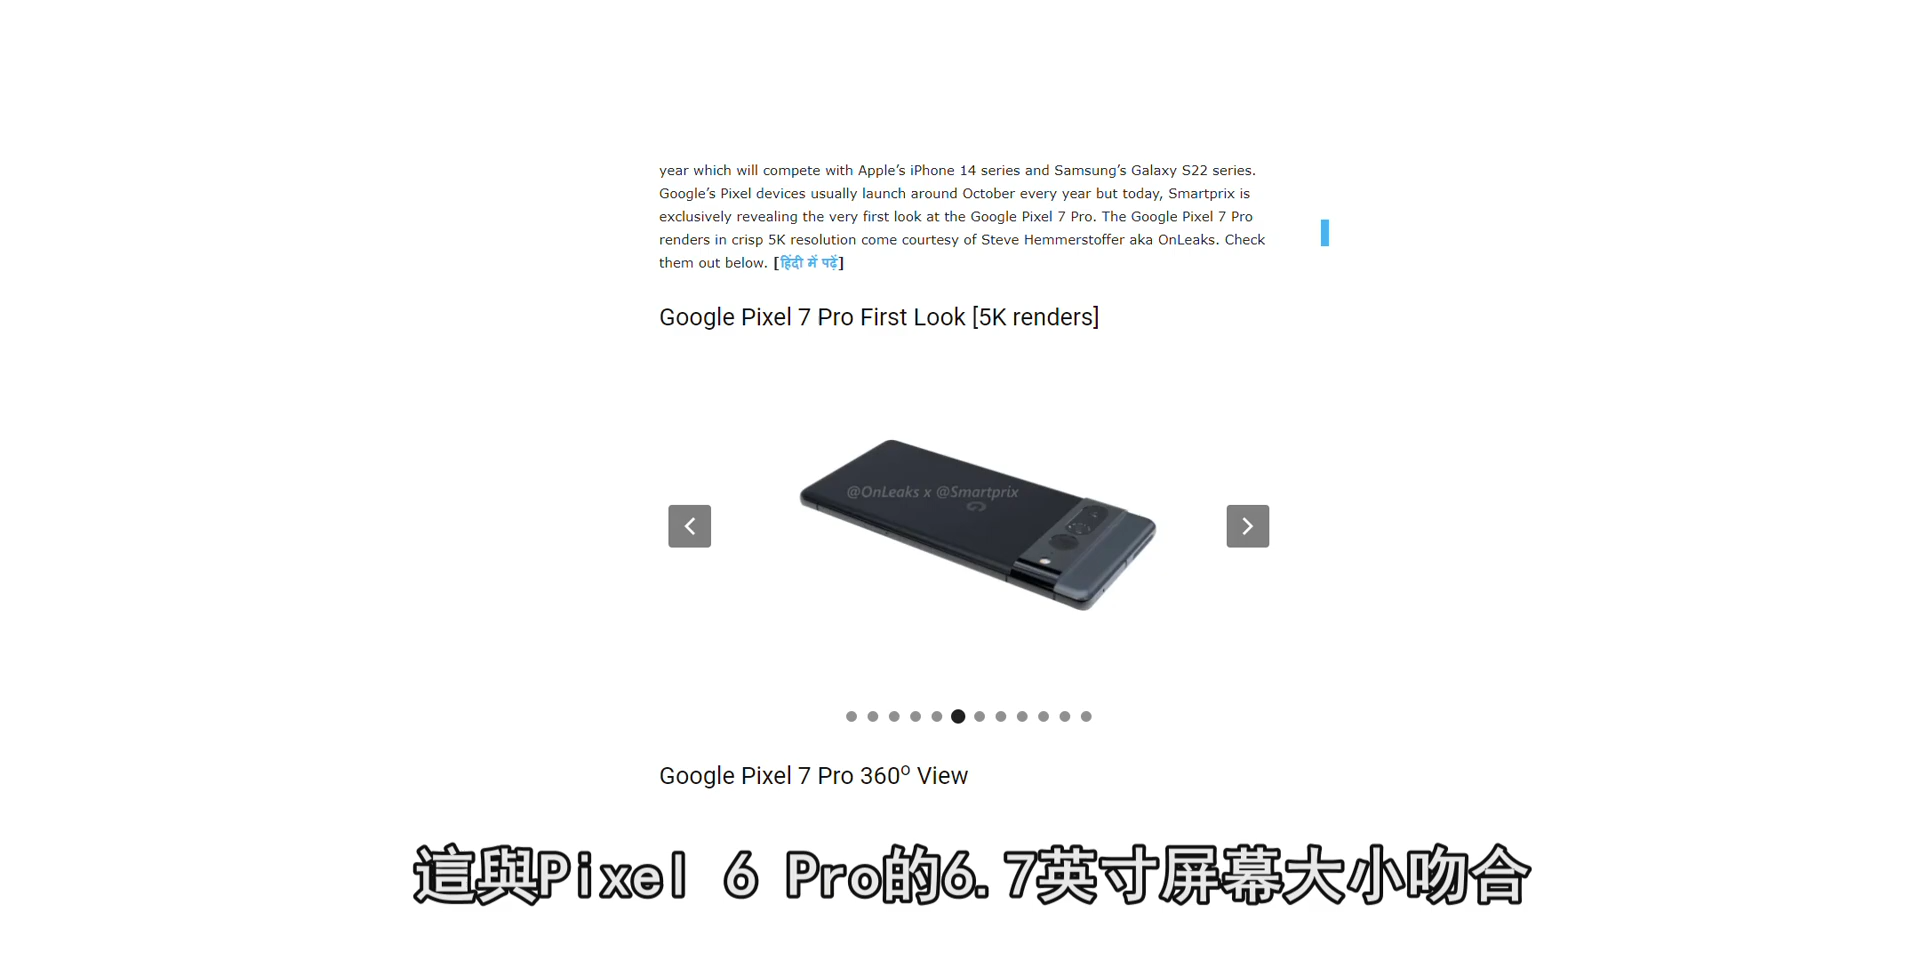 year which will compete with Apple’s iPhone 14 series and Samsung’s Galaxy S22 series.
Google’s Pixel devices usually launch around October every year but today, Smartprix is
exclusively revealing the very first look at the Google Pixel 7 Pro. The Google Pixel 7 Pro
renders in crisp 5K resolution come courtesy of Steve Hemmerstoffer aka OnLeaks. Check
them out below. [हिंदी में पढ़ें]
Google Pixel 7 Pro First Look [5K renders]
@OnLeaks x @Smartprix
Google Pixel 7 Pro 360º View
這與Pixel 6 Pro的6.7英寸屏幕大小吻合